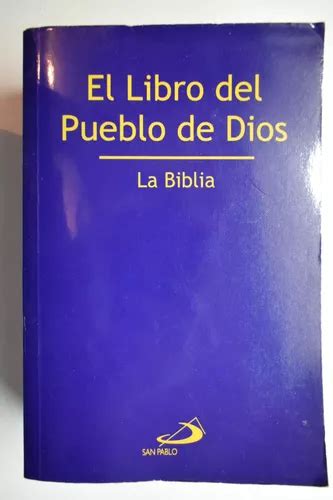 El Libro del
Pueblo de Dios
La Biblia
SAN PABLO